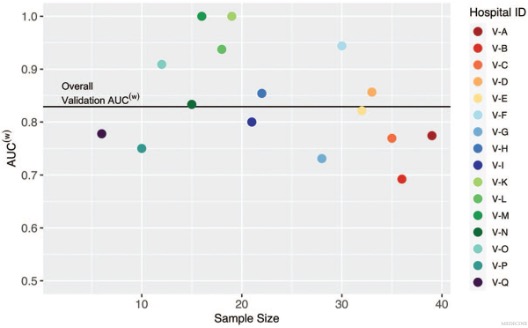 Hospital ID
1.0
0.9
0.8
0.7
0.6
0.5
AUC(w)
Overall
Validation AUC(w)
10
20
30
40
Sample Size
V-A
V-B
V-C
V-D
V-E
V-F
V-G
V-H
V-I
V-K
V-L
V-M
V-N
V-O
V-P
V-Q